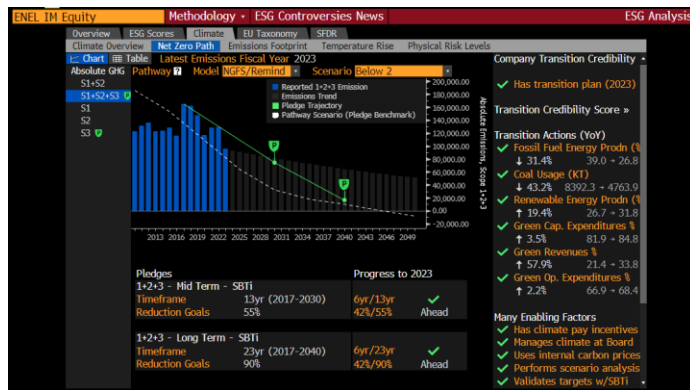 ENEL IM Equity Methodology ESG Controversies News ESG Analysis
Overview ESG Scores Climate EU Taxonomy SFDR
Climate Overview Net Zero Path Emissions Footprint Temperature Rise Physical Risk Levels
Chart Table Latest Emissions Fiscal Year 2023
Absolute GHG Pathway ? Model NGFS/Remind Scenario Below 2
S1+S2
S1+S2+S3
S1
S2
S3
Reported 1+2+3 Emission
Emissions Trend
Pledge Trajectory
Pathway Scenario (Pledge Benchmark)
P
P
200,000.00
180,000.00
160,000.00
140,000.00
120,000.00
100,000.00
80,000.00
60,000.00
40,000.00
20,000.00
0.00
-20,000.00
Absolute Emissions, Scope 1+2+3
2013 2016 2019 2022 2025 2028 2031 2034 2037 2040 2043 2046 2049
Pledges Progress to 2023
1+2+3 - Mid Term - SBTi
Timeframe 13yr (2017-2030) 6yr/13yr
Reduction Goals 55% 42%/55% Ahead
1+2+3 - Long Term - SBTi
Timeframe 23yr (2017-2040) 6yr/23yr
Reduction Goals 90% 42%/90% Ahead
Company Transition Credibility
Has transition plan (2023)
Transition Credibility Score »
Transition Actions (YoY)
Fossil Fuel Energy Prodn (%
↓ 31.4% 39.0 → 26.8
Coal Usage (KT)
↓ 43.2% 8392.3 → 4763.9
Renewable Energy Prodn (%
↑ 19.4% 26.7 → 31.8
Green Cap. Expenditures %
↑ 3.5% 81.9 → 84.8
Green Revenues %
↑ 57.9% 21.4 → 33.8
Green Op. Expenditures %
↑ 2.2% 66.9 → 68.4
Many Enabling Factors
Has climate pay incentives
Manages climate at Board
Uses internal carbon prices
Performs scenario analysis
Validates targets w/SBTi